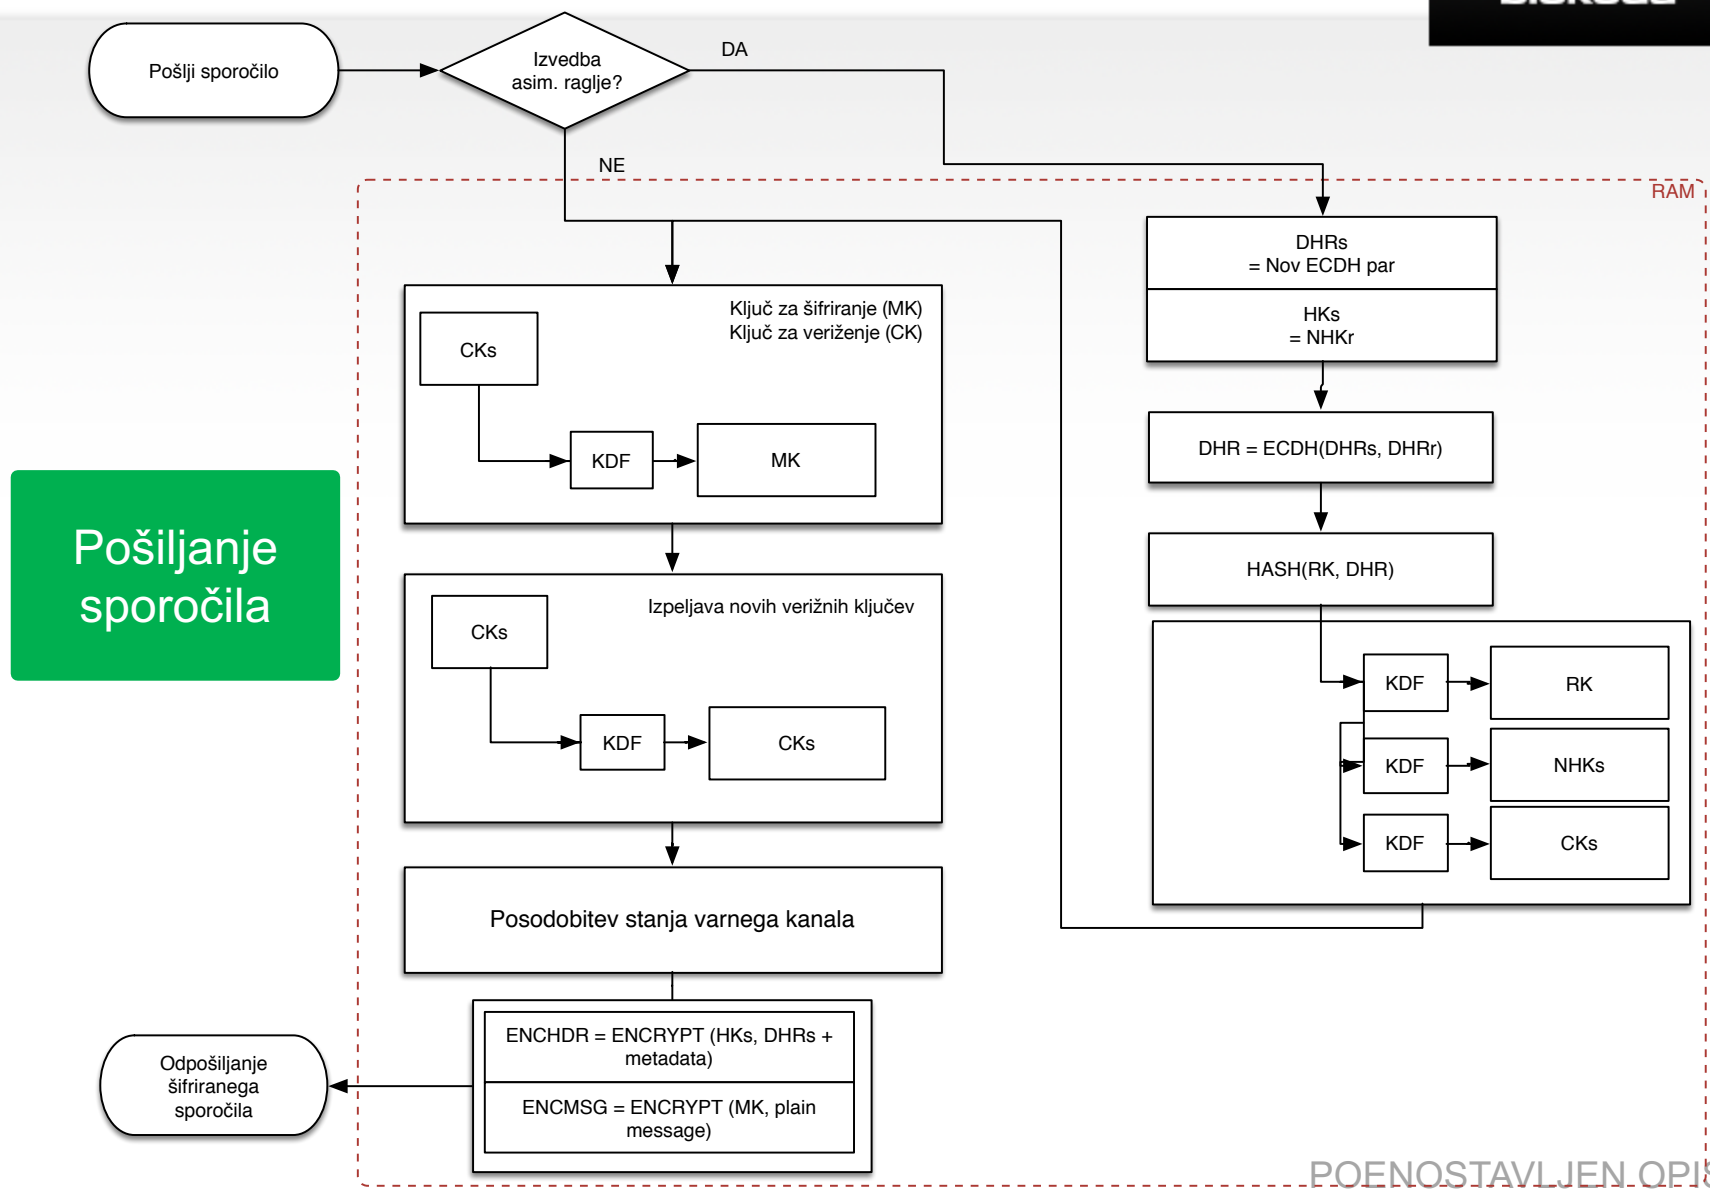 Pošlji sporočilo
Izvedba
asim. raglje?
DA
NE
RAM
DHRs
= Nov ECDH par
HKs
= NHKr
DHR = ECDH(DHRs, DHRr)
HASH(RK, DHR)
KDF
RK
KDF
NHKs
KDF
CKs
Ključ za šifriranje (MK)
Ključ za veriženje (CK)
CKs
KDF
MK
Izpeljava novih verižnih ključev
CKs
KDF
CKs
Posodobitev stanja varnega kanala
ENCHDR = ENCRYPT (HKs, DHRs +
metadata)
ENCMSG = ENCRYPT (MK, plain
message)
Odpošiljanje
šifriranega
sporočila
Pošiljanje
sporočila
POENOSTAVLJEN OPIS